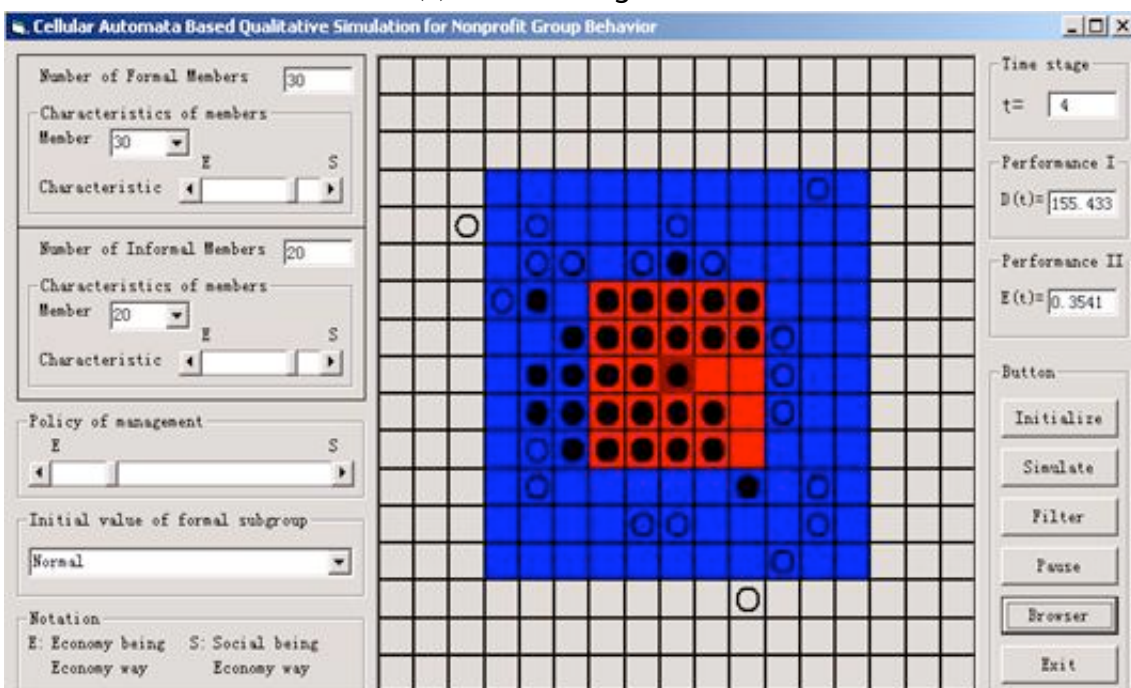 Cellular Automata Based Qualitative Simulation for Nonprofit Group Behavior
Number of Formal Members 30
Characteristics of members
Member 30
E S
Characteristic
Number of Informal Members 20
Characteristics of members
Member 20
E S
Characteristic
Policy of management
E S
Initial value of formal subgroup
Normal
Notation
E: Economy being S: Social being
Economy way Economy way
Time stage
t= 4
Performance I
D(t)= 155.433
Performance II
E(t)= 0.3541
Button
Initialize
Simulate
Filter
Pause
Browser
Exit